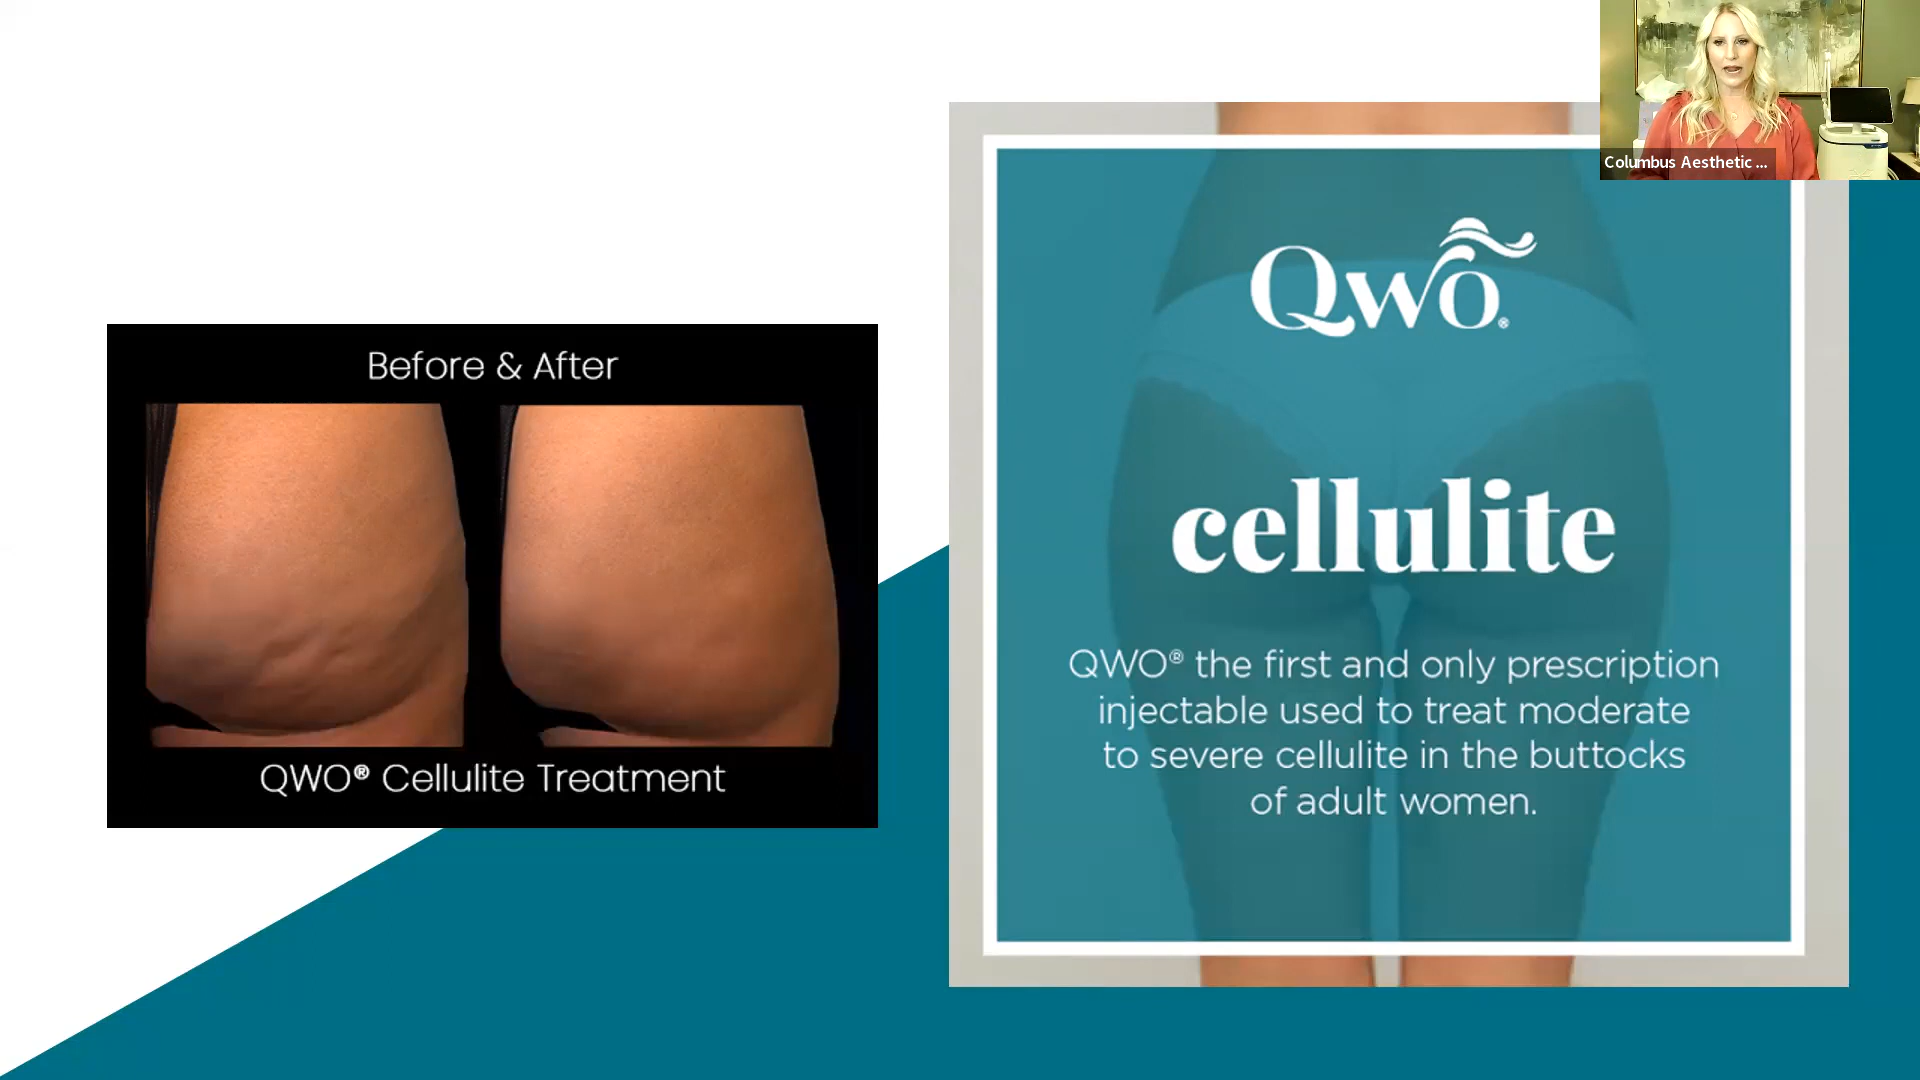 Columbus Aesthetic ...
Before & After
QWO® Cellulite Treatment
Qwo®
cellulite
QWO® the first and only prescription
injectable used to treat moderate
to severe cellulite in the buttocks
of adult women.